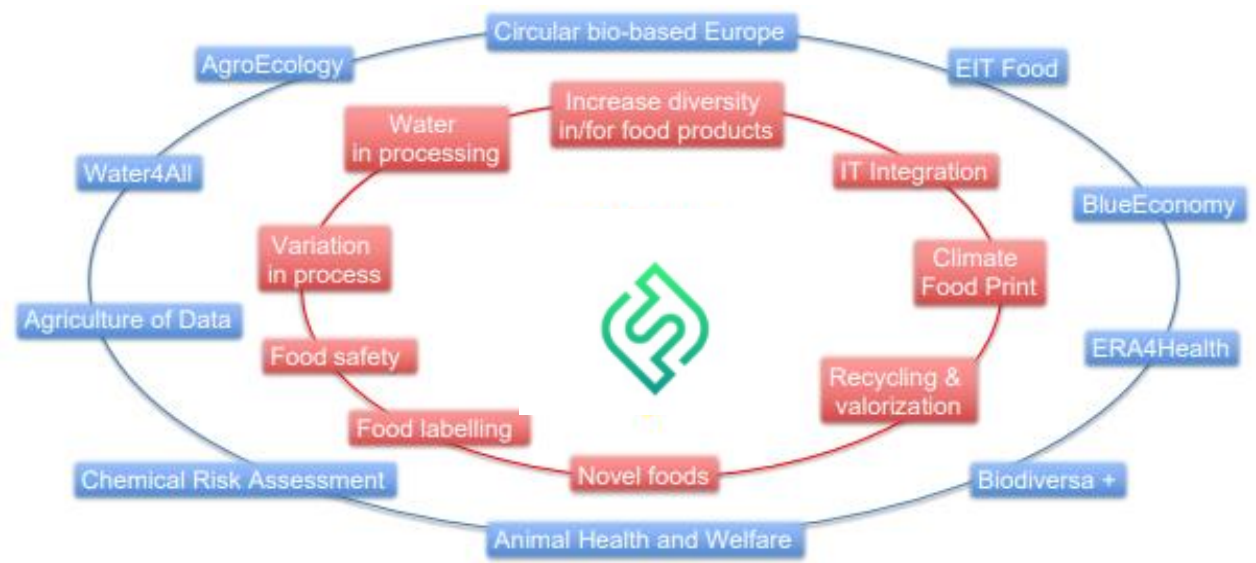 Circular bio-based Europe
AgroEcology
EIT Food
Increase diversity
in/for food products
Water
in processing
Water4All
IT Integration
BlueEconomy
Variation
in process
Climate
Food Print
Agriculture of Data
ERA4Health
Food safety
Recycling &
valorization
Food labelling
Novel foods
Chemical Risk Assessment
Biodiversa +
Animal Health and Welfare